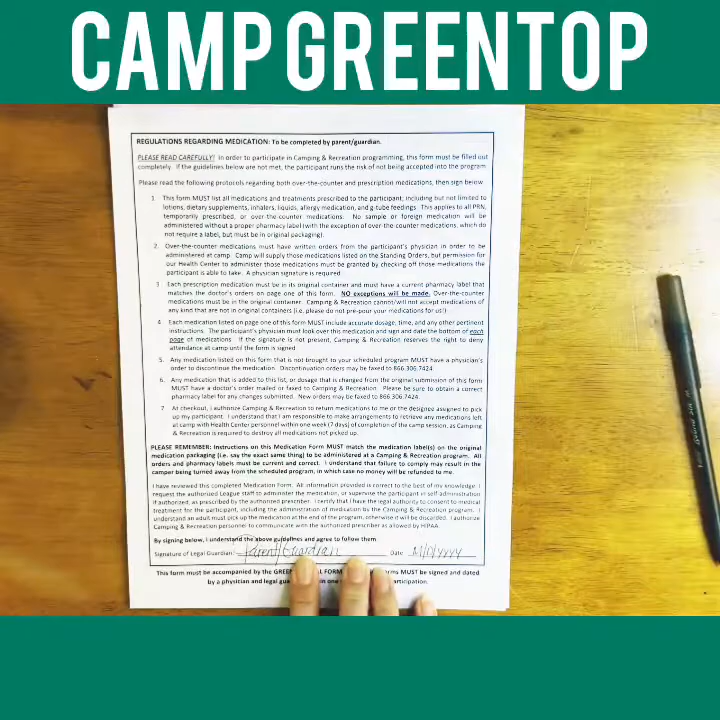 CAMP GREENTOP
REGULATIONS REGARDING MEDICATION: To be completed by parent/guardian.
PLEASE READ CAREFULLY! In order to participate in Camping & Recreation programming, this form must be filled out
completely. If the guidelines below are not met, the participant runs the risk of not being accepted into the program
Please read the following protocols regarding both over-the-counter and prescription medications, then sign below
1 This form MUST list all medications and treatments prescribed to the participant; including but not limited to
lotions, dietary supplements, inhalers, liquids, allergy medication, and g-tube feedings. This applies to all PRN,
temporarily prescribed, or over-the-counter medications. No sample or foreign medication will be
administered without a proper pharmacy label (with the exception of over-the-counter medications, which do
not require a label, but must be in original packaging).
2. Over-the-counter medications must have written orders from the participant's physician in order to be
administered at camp. Camp will supply those medications listed on the Standing Orders, but permission for
our Health Center to administer those medications must be granted by checking off those medications the
participant is able to take. A physician signature is required
3 Each prescription medication must be in its original container and must have a current pharmacy label that
matches the doctor's orders on page one of this form. NO exceptions will be made. Over-the-counter
medications must be in the original container. Camping & Recreation cannot/will not accept medications of
any kind that are not in original containers (i.e. please do not pre-pour your medications for us!)
4 Each medication listed on page one of this form MUST include accurate dosage, time, and any other pertinent
instructions. The participant's physician must look over this medication and sign and date the bottom of each
page of medications. If the signature is not present, Camping & Recreation reserves the right to deny
attendance at camp until the form is signed
5. Any medication listed on this form that is not brought to your scheduled program MUST have a physician's
order to discontinue the medication. Discontinuation orders may be faxed to 866.306.7424
6. Any medication that is added to this list, or dosage that is changed from the original submission of this form
MUST have a doctor's order mailed or faxed to Camping & Recreation. Please be sure to obtain a correct
pharmacy label for any changes submitted. New orders may be faxed to 866.306.7424
7 At checkout, I authorize Camping & Recreation to return medications to me or the designee assigned to pick
up my participant. I understand that I am responsible to make arrangements to retrieve any medications left
at camp with Health Center personnel within one week (7 days) of completion of the camp session, as Camping
& Recreation is required to destroy all medications not picked up.
PLEASE REMEMBER: Instructions on this Medication Form MUST match the medication label(s) on the original
medication packaging (i.e. say the exact same thing) to be administered at a Camping & Recreation program. All
orders and pharmacy labels must be current and correct. I understand that failure to comply may result in the
camper being turned away from the scheduled program, in which case no money will be refunded to me.
I have reviewed this completed Medication Form. All information provided is correct to the best of my knowledge. I
request the authorized League staff to administer the medication, or supervise the participant in self administration
if authorized, as prescribed by the authorized prescriber. I certify that I have the legal authority to consent to medical
treatment for the participant, including the administration of medication by the Camping & Recreation program. I
understand an adult must pick up the medication at the end of the program, otherwise it will be discarded. I authorize
Camping & Recreation personnel to communicate with the authorized prescriber as allowed by HIPAA.
By signing below, I understand the above guidelines and agree to follow them
Signature of Legal Guardian: Parent/Guardian Date M/D/YYYY
This form must be accompanied by the GREEN AL FORM MUST be signed and dated
by a physician and legal in one participation.